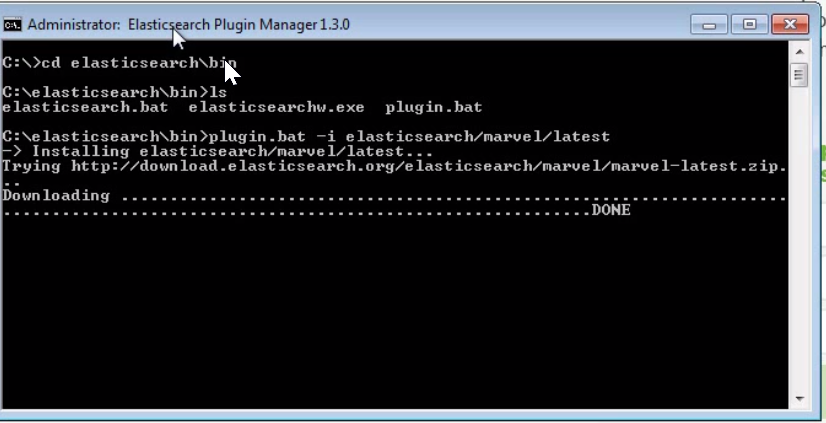 Administrator: Elasticsearch Plugin Manager 1.3.0
C:\>cd elasticsearch\bin
C:\elasticsearch\bin>ls
elasticsearch.bat  elasticsearchw.exe  plugin.bat
C:\elasticsearch\bin>plugin.bat -i elasticsearch/marvel/latest
-> Installing elasticsearch/marvel/latest...
Trying http://download.elasticsearch.org/elasticsearch/marvel/marvel-latest.zip.
..
Downloading ....................................................................
............................................................DONE